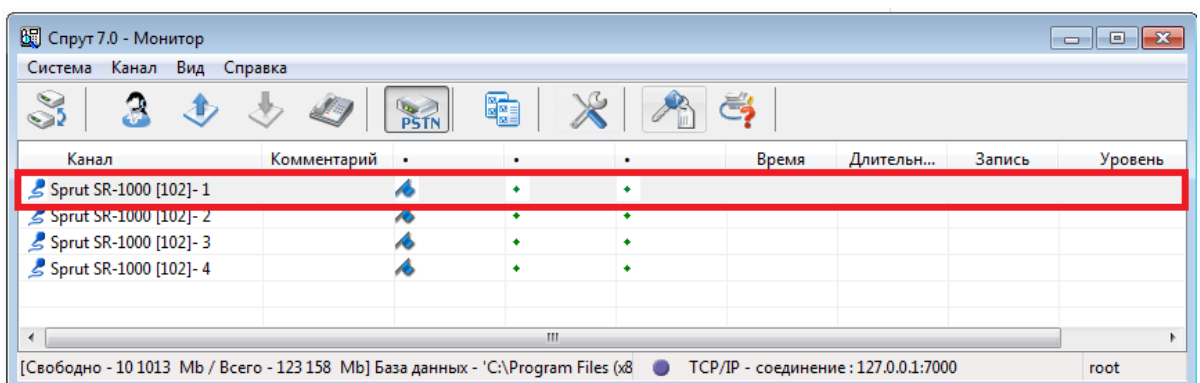 Спрут 7.0 - Монитор
Система Канал Вид Справка
PSTN
Канал Комментарий • • • Время Длительн... Запись Уровень
Sprut SR-1000 [102]- 1
Sprut SR-1000 [102]- 2
Sprut SR-1000 [102]- 3
Sprut SR-1000 [102]- 4
[Свободно - 10 1013 Mb / Всего - 123 158 Mb] База данных - 'C:\Program Files (x8 TCP/IP - соединение : 127.0.0.1:7000 root